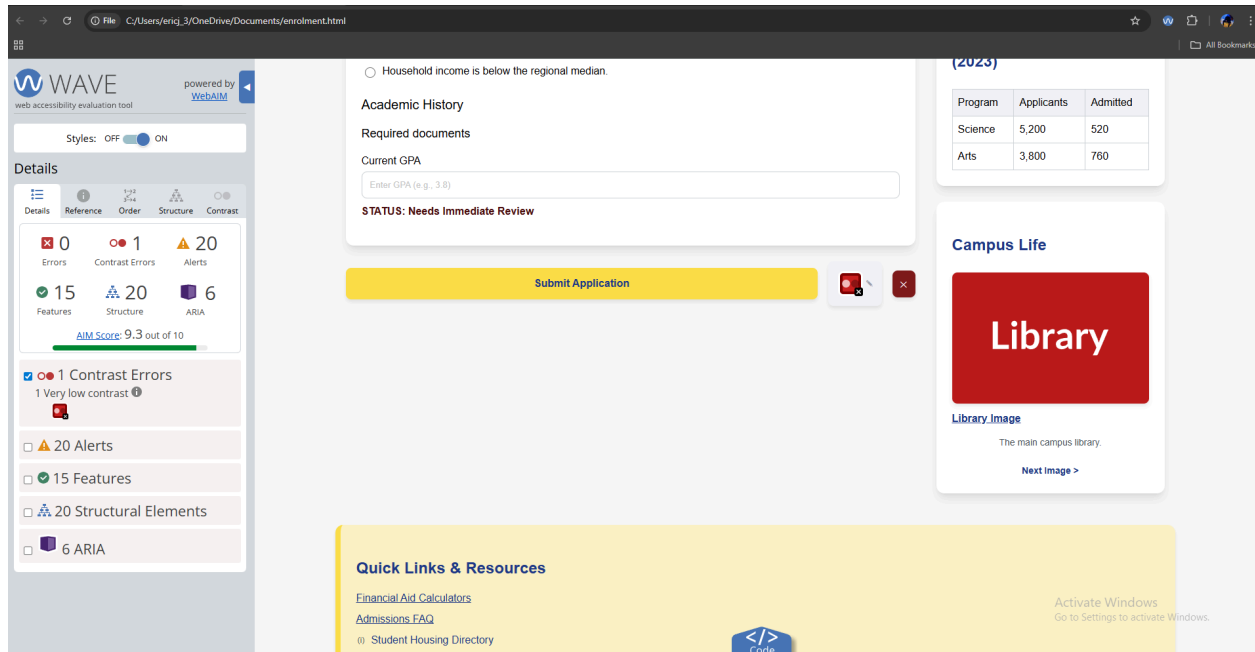 File C:/Users/ericj_3/OneDrive/Documents/enrolment.html
All Bookmarks
WAVE
web accessibility evaluation tool
powered by
WebAIM
Styles: OFF ON
Details
Details Reference Order Structure Contrast
0 1 20
Errors Contrast Errors Alerts
15 20 6
Features Structure ARIA
AIM Score: 9.3 out of 10
1 Contrast Errors
1 Very low contrast
20 Alerts
15 Features
20 Structural Elements
6 ARIA
Household income is below the regional median.
Academic History
Required documents
Current GPA
Enter GPA (e.g., 3.8)
STATUS: Needs Immediate Review
Submit Application
×
(2023)
Program Applicants Admitted
Science 5,200 520
Arts 3,800 760
Campus Life
Library
Library Image
The main campus library.
Next Image >
Quick Links & Resources
Financial Aid Calculators
Admissions FAQ
(i) Student Housing Directory
</>
Code
Activate Windows
Go to Settings to activate Windows.